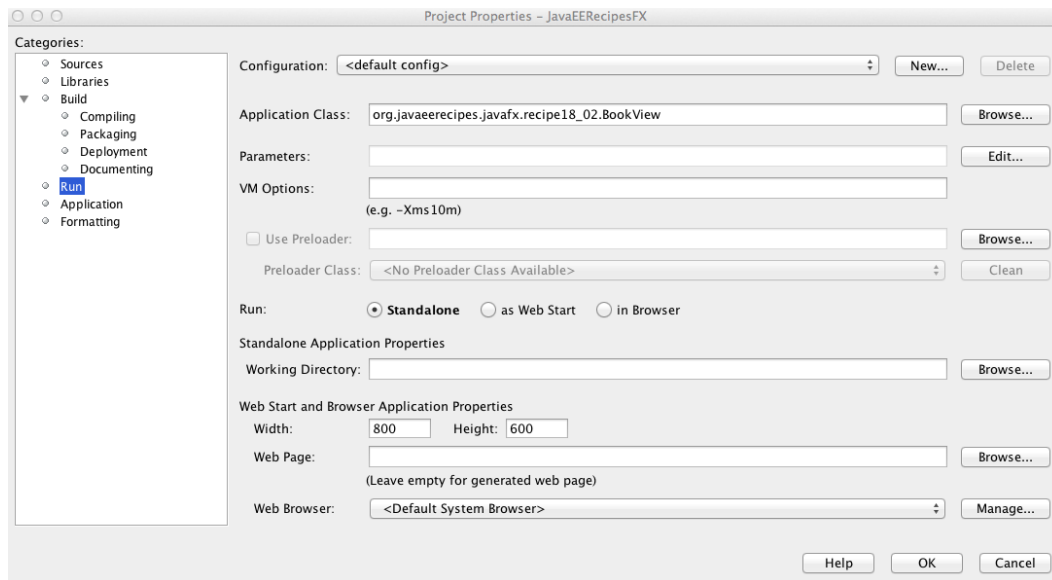 Project Properties – JavaEERecipesFX
Categories:
Sources
Libraries
Build
Compiling
Packaging
Deployment
Documenting
Run
Application
Formatting
Configuration: <default config> New... Delete
Application Class: org.javaeerecipes.javafx.recipe18_02.BookView Browse...
Parameters: Edit...
VM Options:
(e.g. -Xms10m)
Use Preloader: Browse...
Preloader Class: <No Preloader Class Available> Clean
Run: Standalone as Web Start in Browser
Standalone Application Properties
Working Directory: Browse...
Web Start and Browser Application Properties
Width: 800 Height: 600
Web Page: Browse...
(Leave empty for generated web page)
Web Browser: <Default System Browser> Manage...
Help OK Cancel